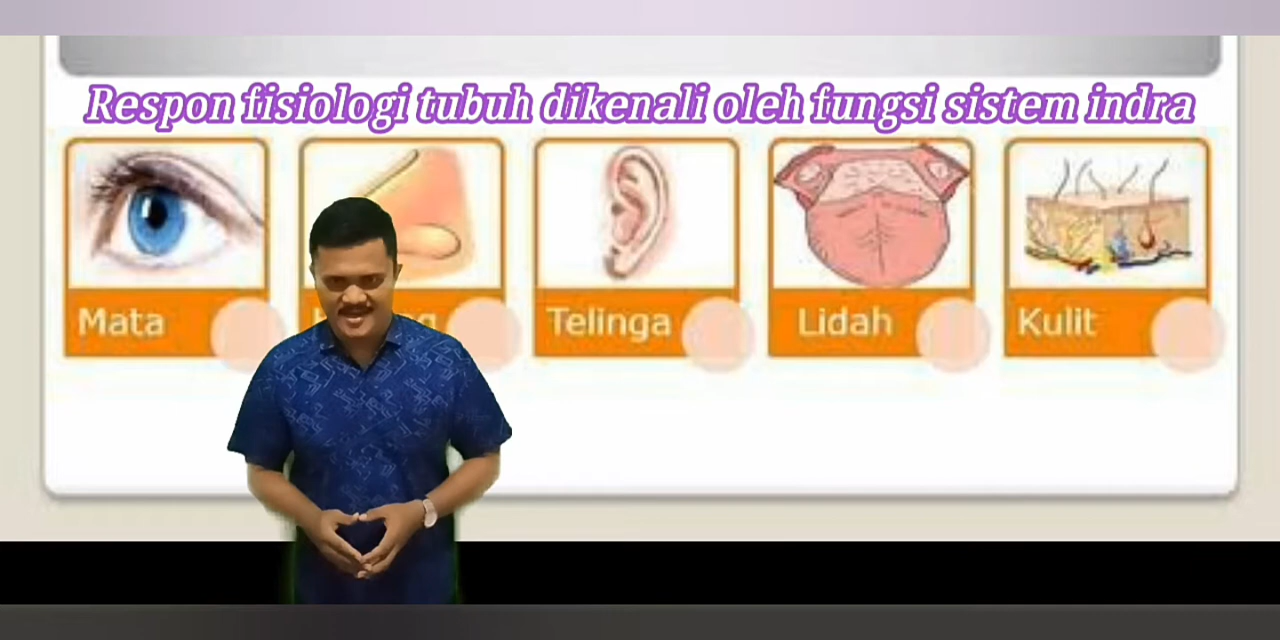 Respon fisiologi tubuh dikenali oleh fungsi sistem indra
Mata
Telinga
Lidah
Kulit